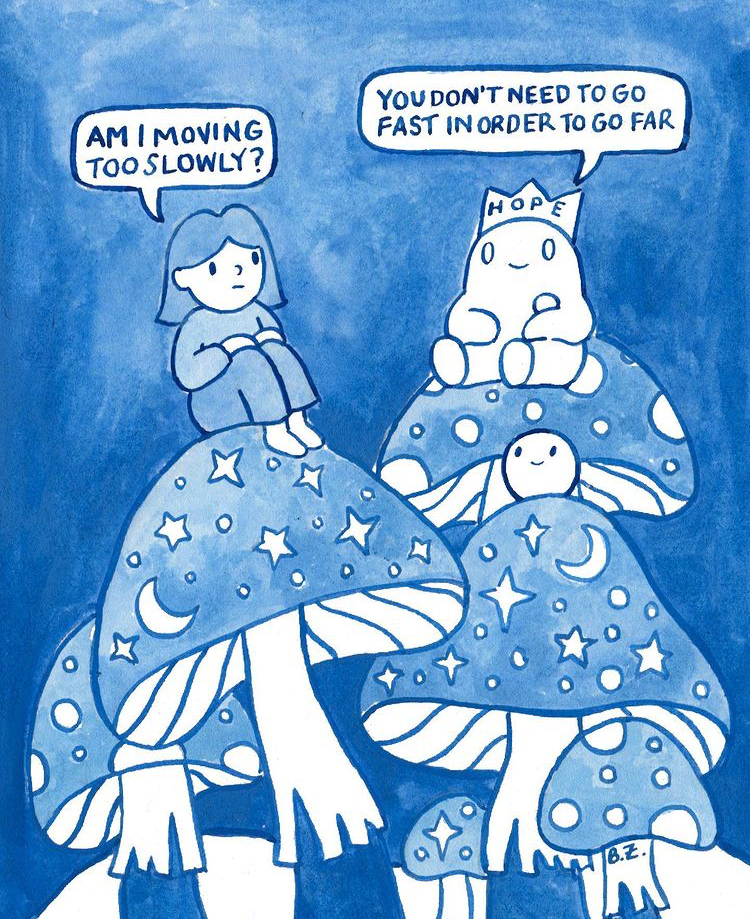 AM I MOVING
TOO SLOWLY?
YOU DON'T NEED TO GO
FAST IN ORDER TO GO FAR
HOPE
B.Z.